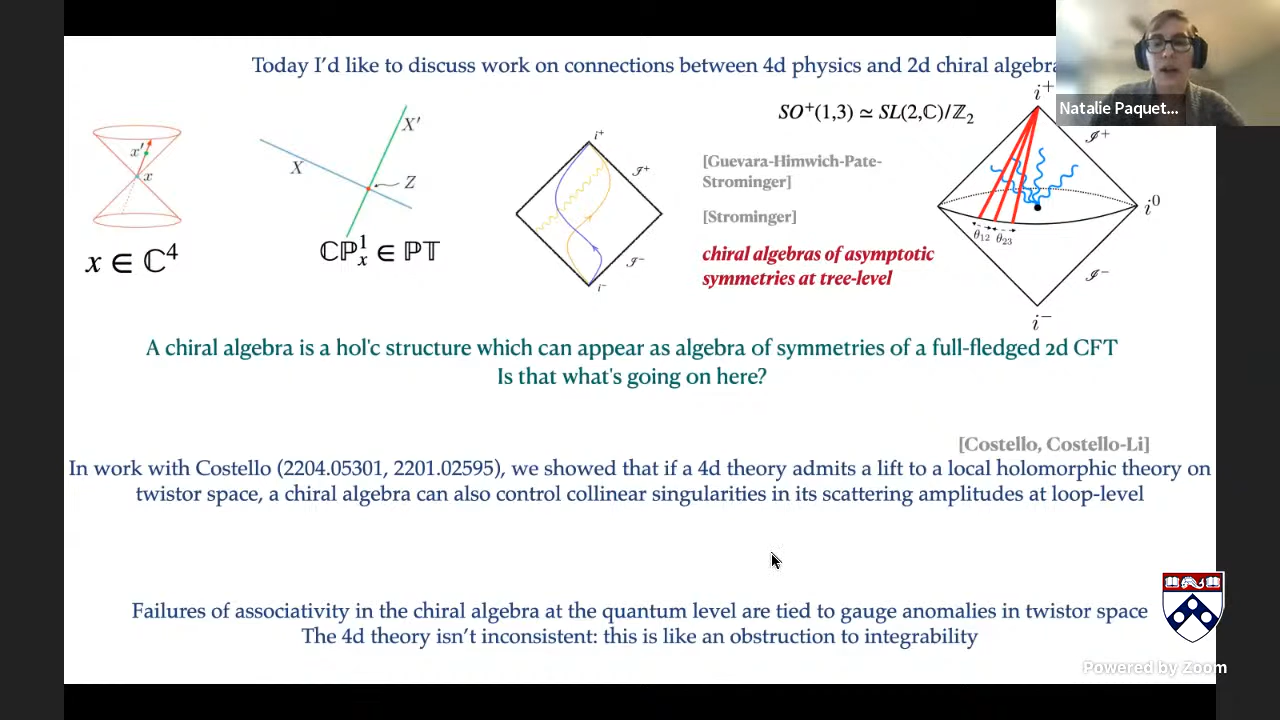 Today I'd like to discuss work on connections between 4d physics and 2d chiral
Natalie Paquet...
x'
x
x ∈ ℂ⁴
X
X'
Z
ℂℙ¹ₓ ∈ ℙ𝕋
i⁺
ℐ⁺
ℐ⁻
i⁻
SO⁺(1,3) ≃ SL(2,ℂ)/ℤ₂
[Guevara-Himwich-Pate-
Strominger]
[Strominger]
chiral algebras of asymptotic
symmetries at tree-level
i⁺
ℐ⁺
i⁰
θ₁₂ θ₂₃
ℐ⁻
i⁻
A chiral algebra is a hol'c structure which can appear as algebra of symmetries of a full-fledged 2d CFT
Is that what's going on here?
[Costello, Costello-Li]
In work with Costello (2204.05301, 2201.02595), we showed that if a 4d theory admits a lift to a local holomorphic theory on
twistor space, a chiral algebra can also control collinear singularities in its scattering amplitudes at loop-level
Failures of associativity in the chiral algebra at the quantum level are tied to gauge anomalies in twistor space
The 4d theory isn't inconsistent: this is like an obstruction to integrability
Powered by Zoom